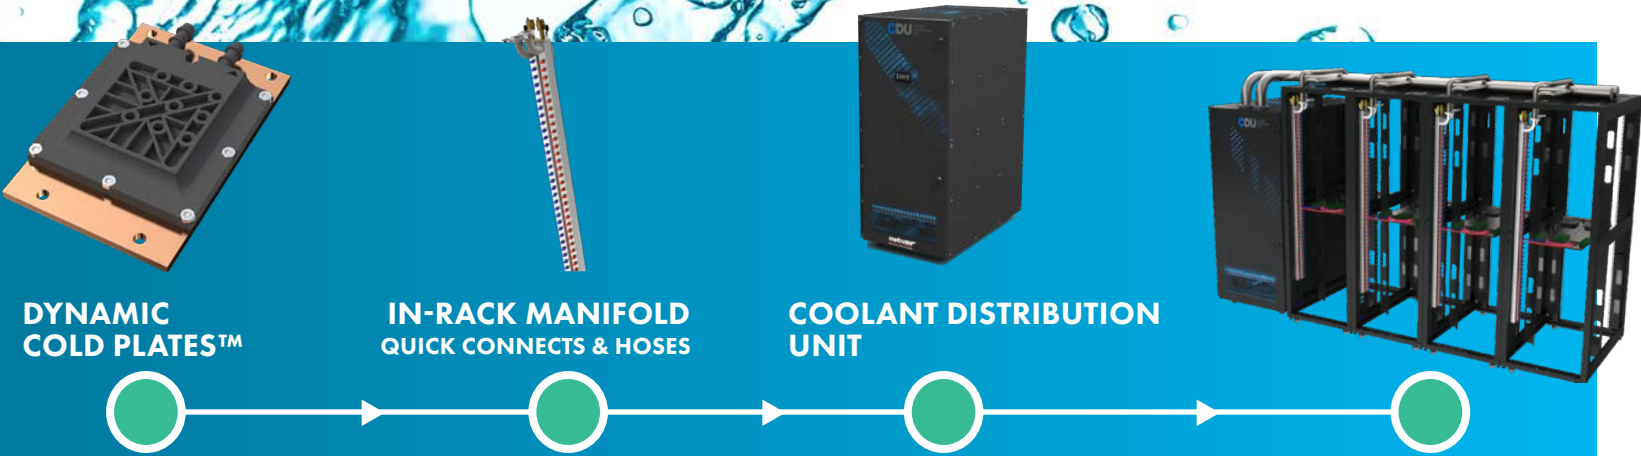 DYNAMIC
COLD PLATES™
IN-RACK MANIFOLD
QUICK CONNECTS & HOSES
COOLANT DISTRIBUTION
UNIT
CDU
CDU